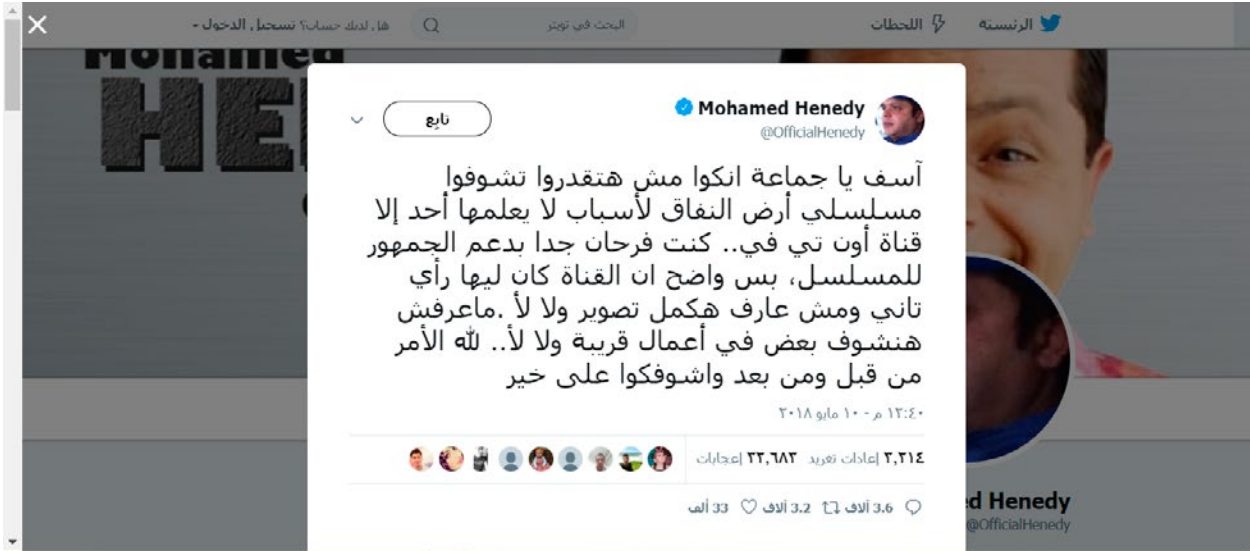 الرئيسية
اللحظات
البحث في تويتر
هل لديك حساب؟ تسجيل الدخول
Mohamed
HE
Mohamed Henedy
@OfficialHenedy
تابع
آسف يا جماعة انكوا مش هتقدروا تشوفوا
مسلسلي أرض النفاق لأسباب لا يعلمها أحد إلا
قناة أون تي في.. كنت فرحان جدا بدعم الجمهور
للمسلسل، بس واضح ان القناة كان ليها رأي
تاني ومش عارف هكمل تصوير ولا لأ .ماعرفش
هنشوف بعض في أعمال قريبة ولا لأ.. لله الأمر
من قبل ومن بعد واشوفكوا على خير
١٢:٤٠ م - ١٠ مايو ٢٠١٨
٣,٢١٤ إعادات تغريد ٣٣,٦٨٣ إعجابات
3.6 آلاف 3.2 آلاف 33 ألف
d Henedy
@OfficialHenedy